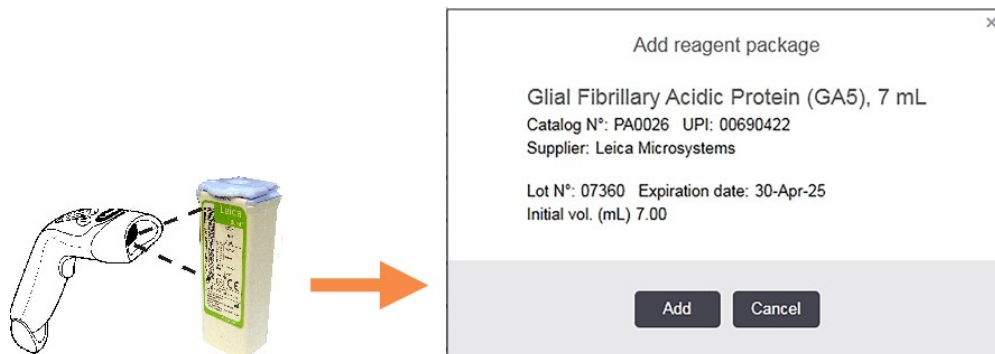 Leica
×
Add reagent package
Glial Fibrillary Acidic Protein (GA5), 7 mL
Catalog N°: PA0026 UPI: 00690422
Supplier: Leica Microsystems
Lot N°: 07360 Expiration date: 30-Apr-25
Initial vol. (mL) 7.00
Add
Cancel